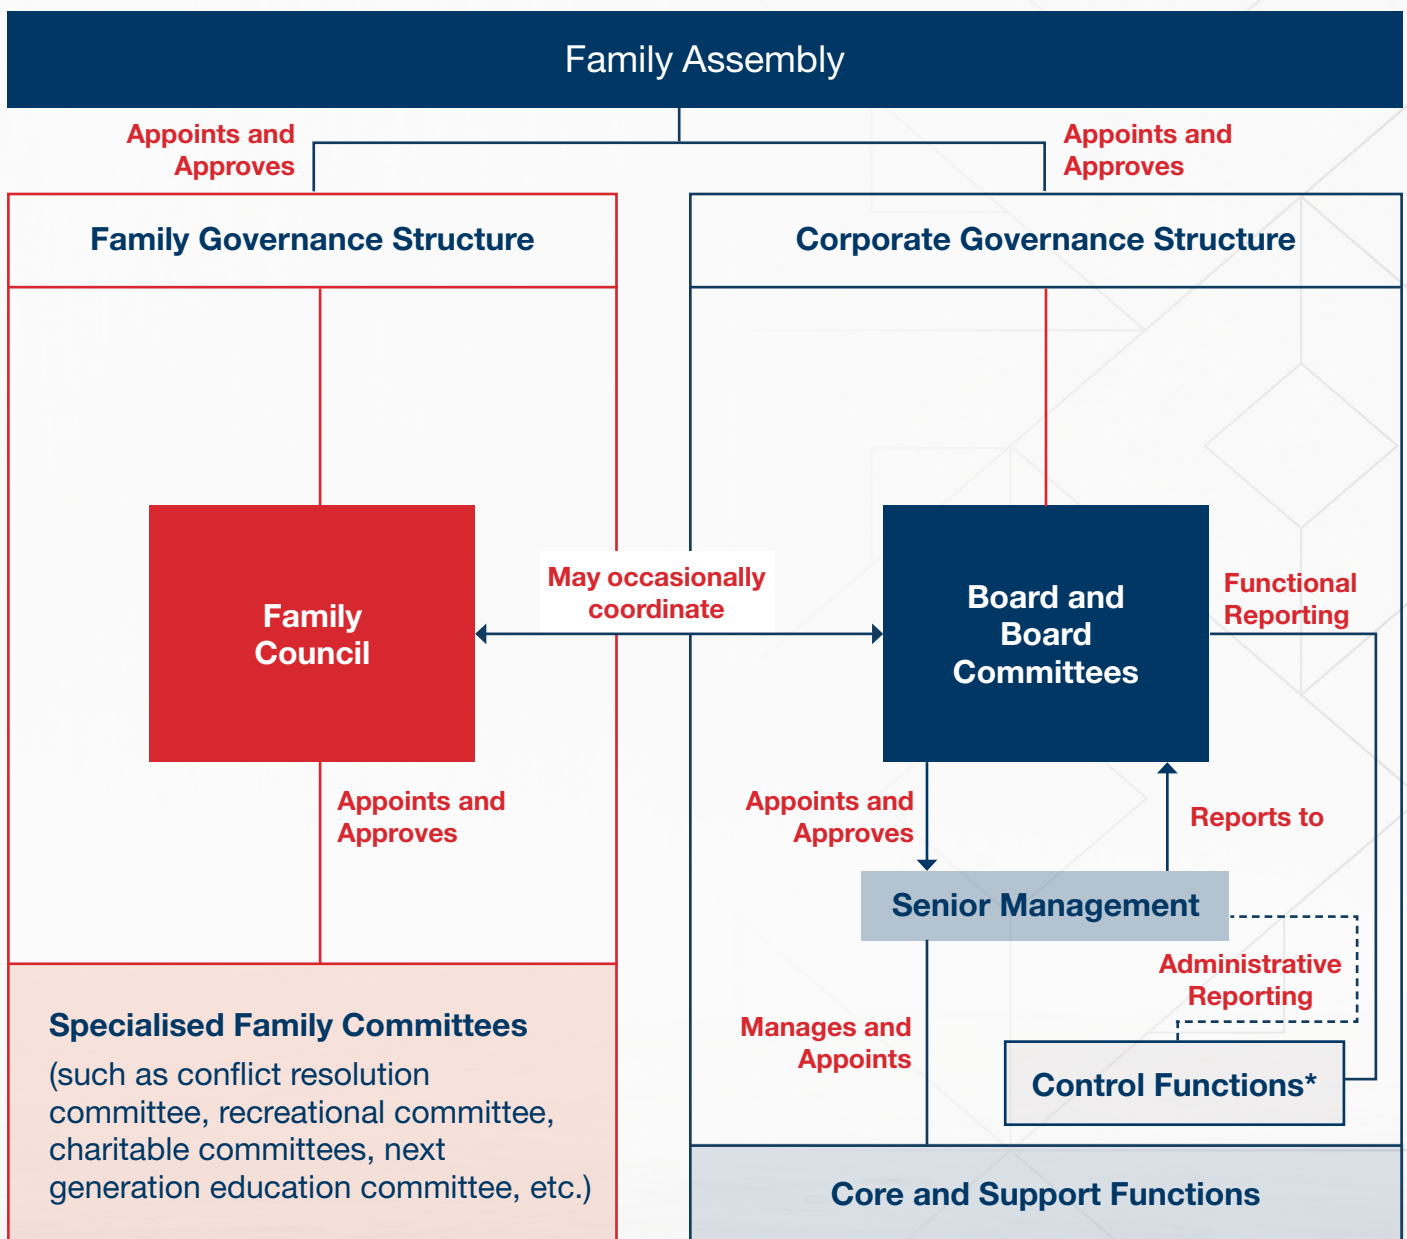 Family Assembly
Appoints and
Approves
Appoints and
Approves
Family Governance Structure
Corporate Governance Structure
Family
Council
May occasionally
coordinate
Board and
Board
Committees
Functional
Reporting
Appoints and
Approves
Appoints and
Approves
Reports to
Senior Management
Administrative
Reporting
Manages and
Appoints
Control Functions*
Specialised Family Committees
(such as conflict resolution
committee, recreational committee,
charitable committees, next
generation education committee, etc.)
Core and Support Functions